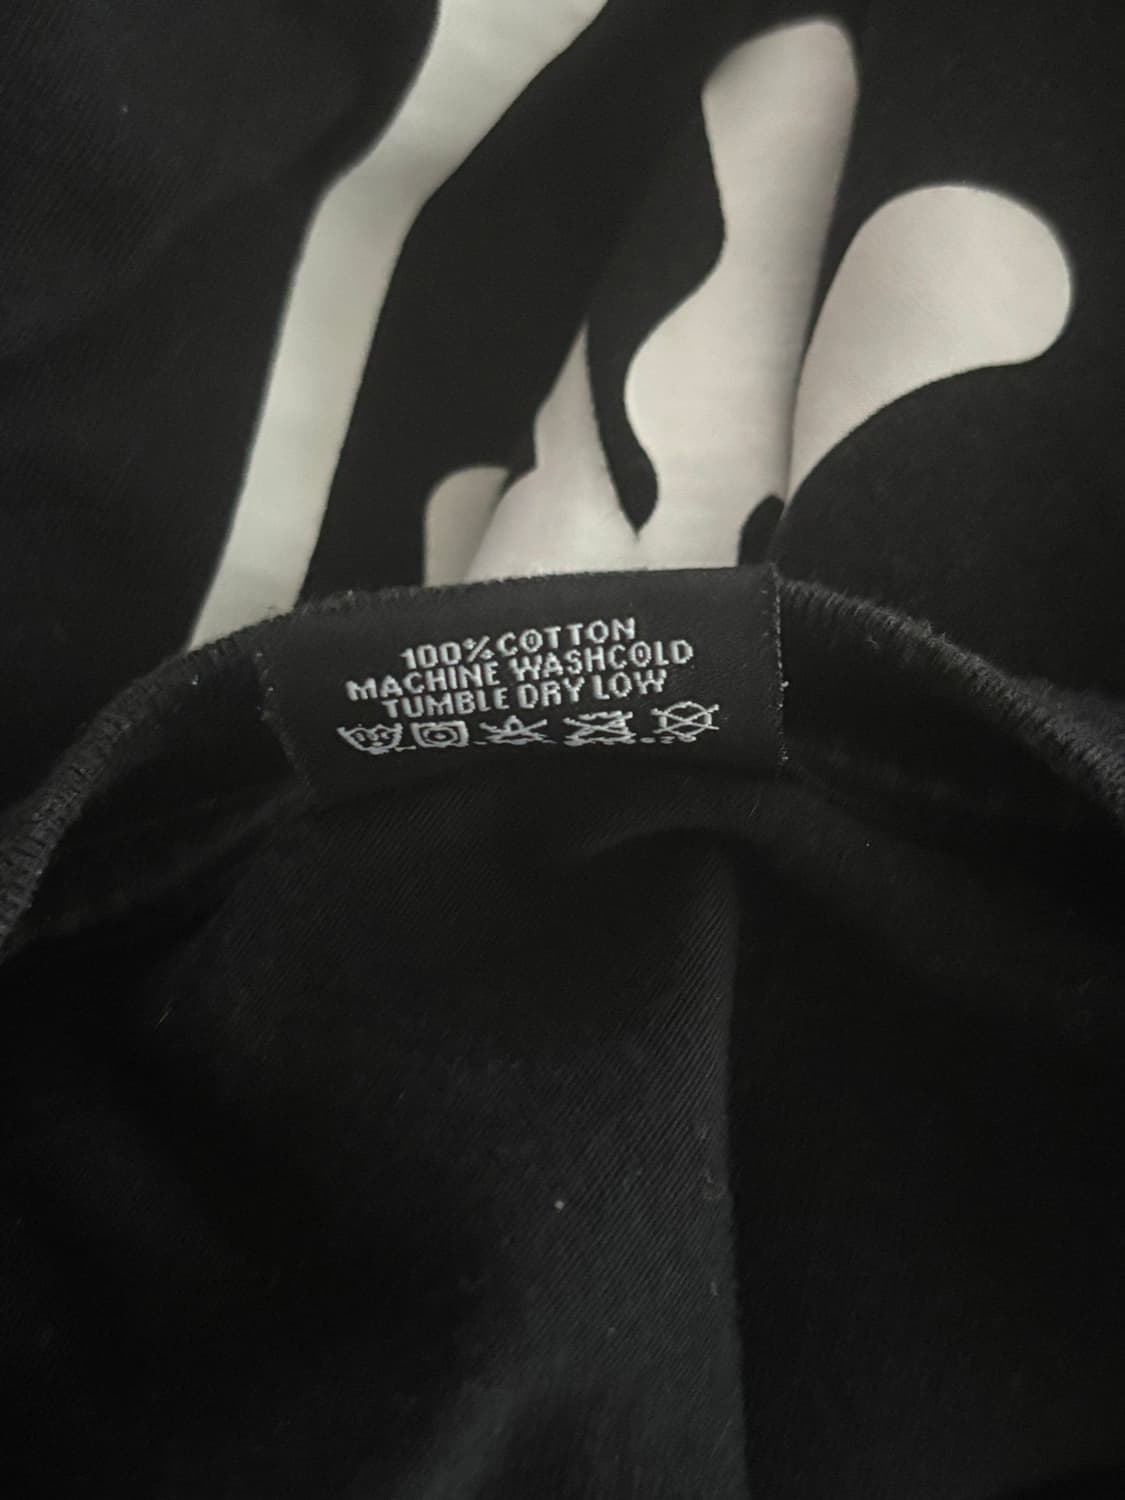 100% COTTON
MACHINE WASHCOLD
TUMBLE DRY LOW